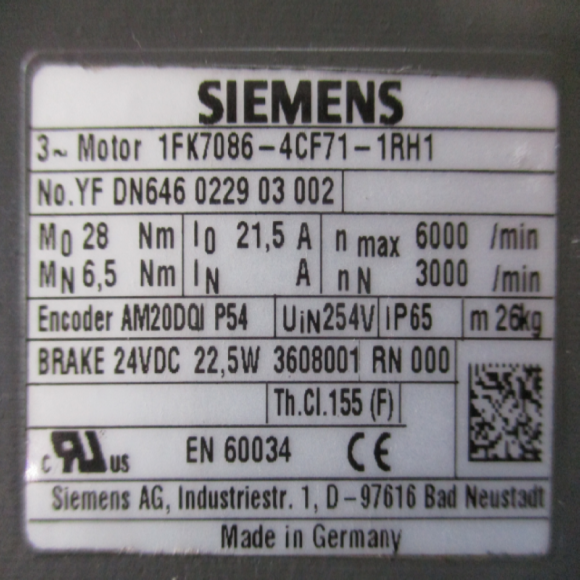 SIEMENS
3~ Motor 1FK7086-4CF71-1RH1
No.YF DN646 0229 03 002
M0 28 Nm I0 21,5 A n max 6000 /min
MN 6,5 Nm IN A nN 3000 /min
Encoder AM20DQI P54 UiN254V IP65 m 26kg
BRAKE 24VDC 22,5W 3608001 RN 000
Th.Cl.155 (F)
c RU US EN 60034 CE
Siemens AG, Industriestr. 1, D-97616 Bad Neustadt
Made in Germany